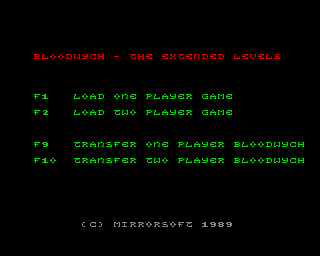 BLOODWYCH - THE EXTENDED LEVELS
F1 LOAD ONE PLAYER GAME
F2 LOAD TWO PLAYER GAME
F9 TRANSFER ONE PLAYER BLOODWYCH
F10 TRANSFER TWO PLAYER BLOODWYCH
(C) MIRRORSOFT 1989